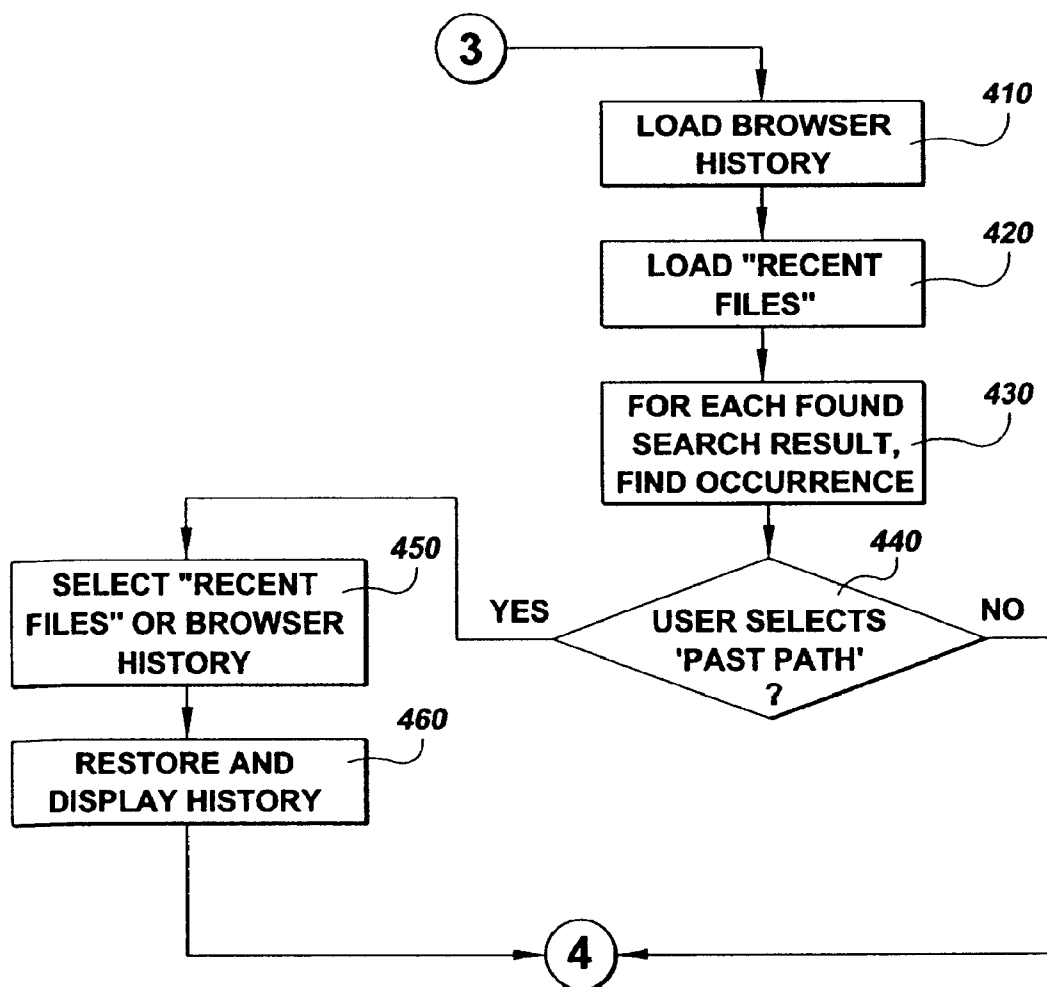 3
410
LOAD BROWSER
HISTORY
420
LOAD "RECENT
FILES"
430
FOR EACH FOUND
SEARCH RESULT,
FIND OCCURRENCE
440
USER SELECTS
'PAST PATH'
?
YES
NO
450
SELECT "RECENT
FILES" OR BROWSER
HISTORY
460
RESTORE AND
DISPLAY HISTORY
4